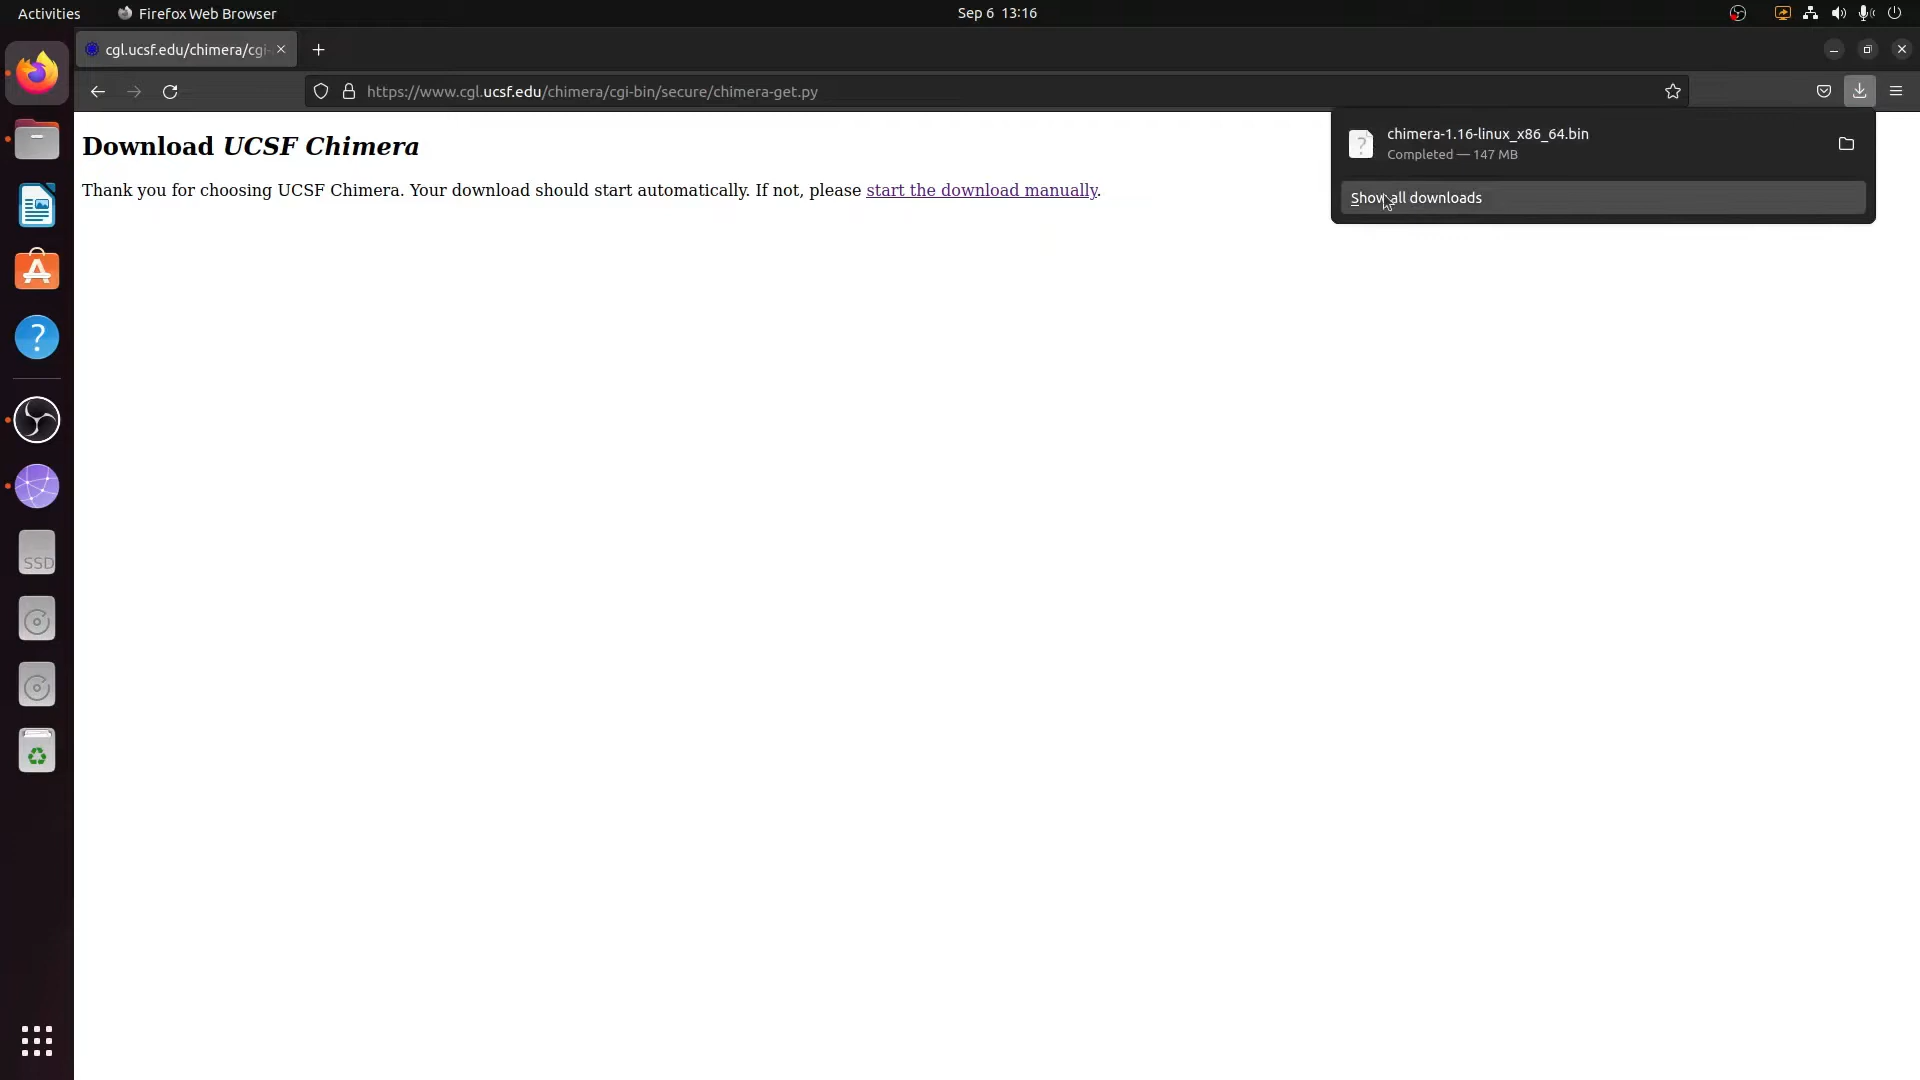 Activities
Firefox Web Browser
Sep 6 13:16
cgl.ucsf.edu/chimera/cgi-
https://www.cgl.ucsf.edu/chimera/cgi-bin/secure/chimera-get.py
chimera-1.16-linux_x86_64.bin
Completed — 147 MB
Show all downloads
Download UCSF Chimera
Thank you for choosing UCSF Chimera. Your download should start automatically. If not, please start the download manually.
SSD